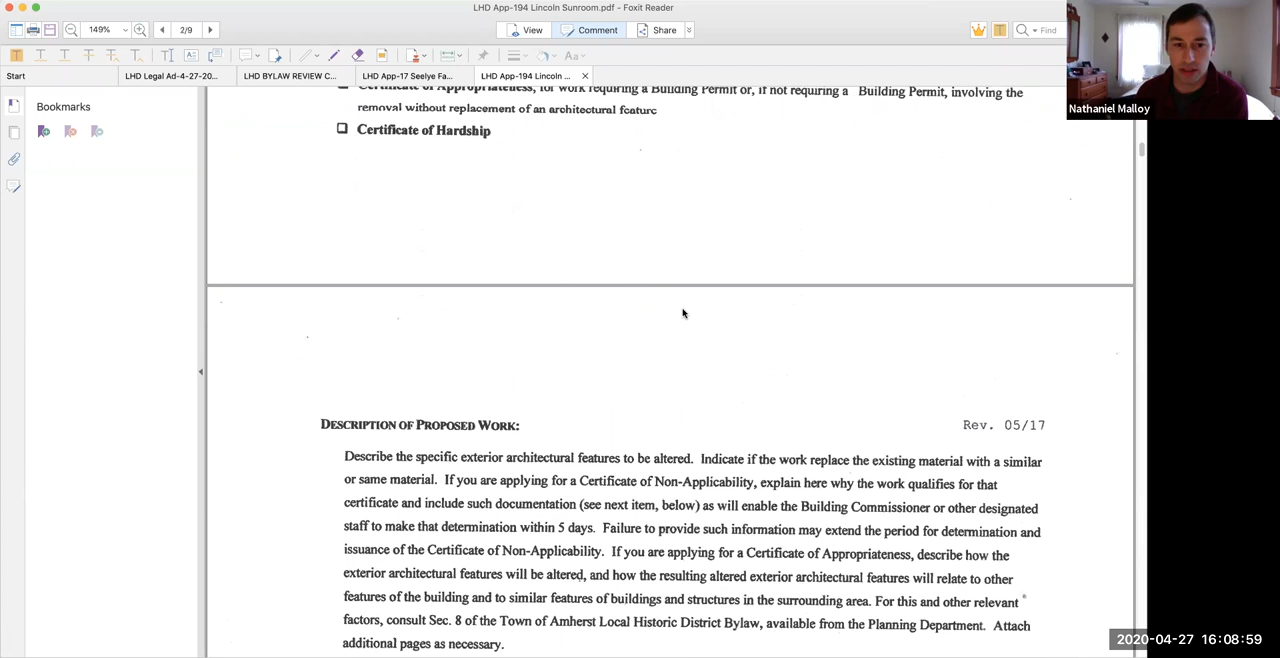 LHD App-194 Lincoln Sunroom.pdf - Foxit Reader
149%
2/9
View
Comment
Share
Find
Start
LHD Legal Ad-4-27-20...
LHD BYLAW REVIEW C...
LHD App-17 Seelye Fa...
LHD App-194 Lincoln ...
Bookmarks
Nathaniel Malloy
Certificate of Appropriateness, for work requiring a Building Permit or, if not requiring a Building Permit, involving the
removal without replacement of an architectural feature
Certificate of Hardship
DESCRIPTION OF PROPOSED WORK:
Rev. 05/17
Describe the specific exterior architectural features to be altered. Indicate if the work replace the existing material with a similar
or same material. If you are applying for a Certificate of Non-Applicability, explain here why the work qualifies for that
certificate and include such documentation (see next item, below) as will enable the Building Commissioner or other designated
staff to make that determination within 5 days. Failure to provide such information may extend the period for determination and
issuance of the Certificate of Non-Applicability. If you are applying for a Certificate of Appropriateness, describe how the
exterior architectural features will be altered, and how the resulting altered exterior architectural features will relate to other
features of the building and to similar features of buildings and structures in the surrounding area. For this and other relevant
factors, consult Sec. 8 of the Town of Amherst Local Historic District Bylaw, available from the Planning Department. Attach
additional pages as necessary.
2020-04-27 16:08:59